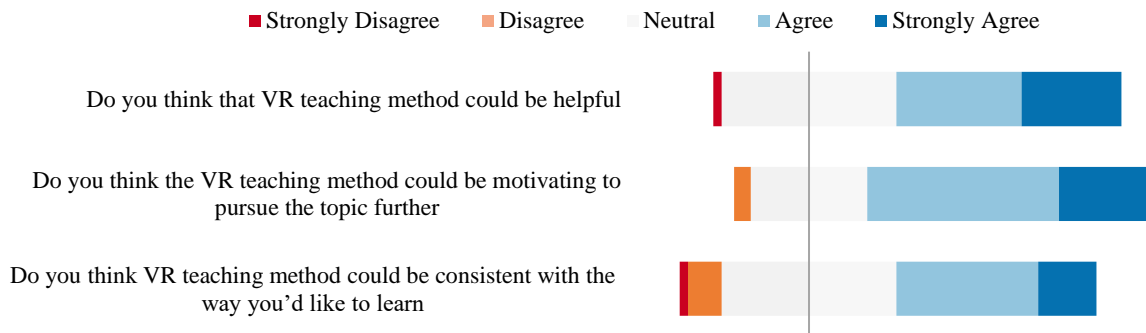 Strongly Disagree Disagree Neutral Agree Strongly Agree
Do you think that VR teaching method could be helpful
Do you think the VR teaching method could be motivating to
pursue the topic further
Do you think VR teaching method could be consistent with the
way you’d like to learn